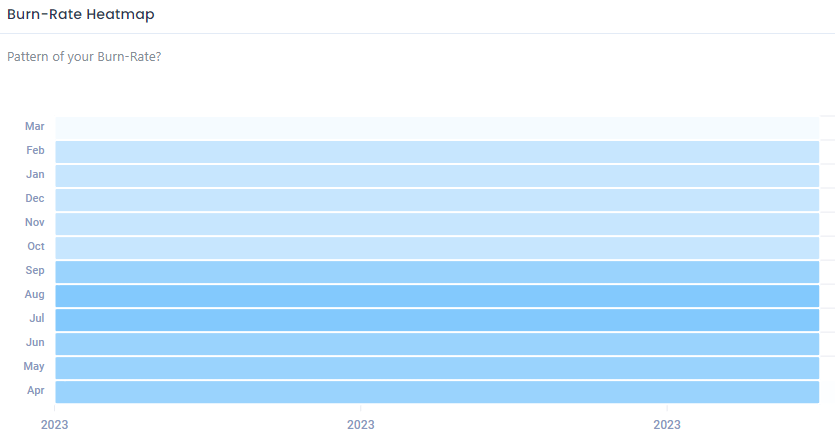 Burn-Rate Heatmap
Pattern of your Burn-Rate?
Mar
Feb
Jan
Dec
Nov
Oct
Sep
Aug
Jul
Jun
May
Apr
2023 2023 2023